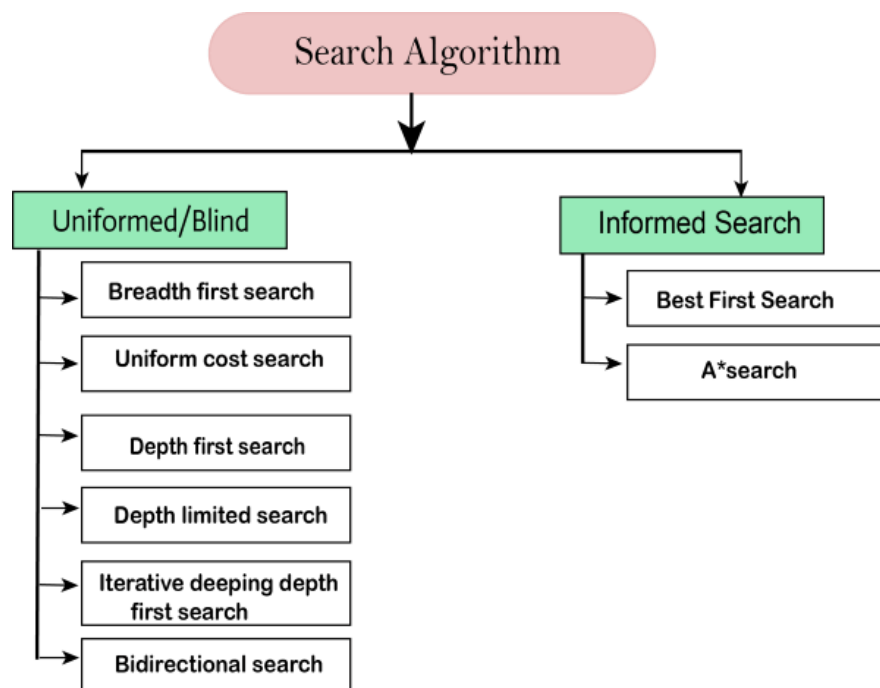 Search Algorithm
Uniformed/Blind
Informed Search
Breadth first search
Best First Search
Uniform cost search
A*search
Depth first search
Depth limited search
Iterative deeping depth
first search
Bidirectional search